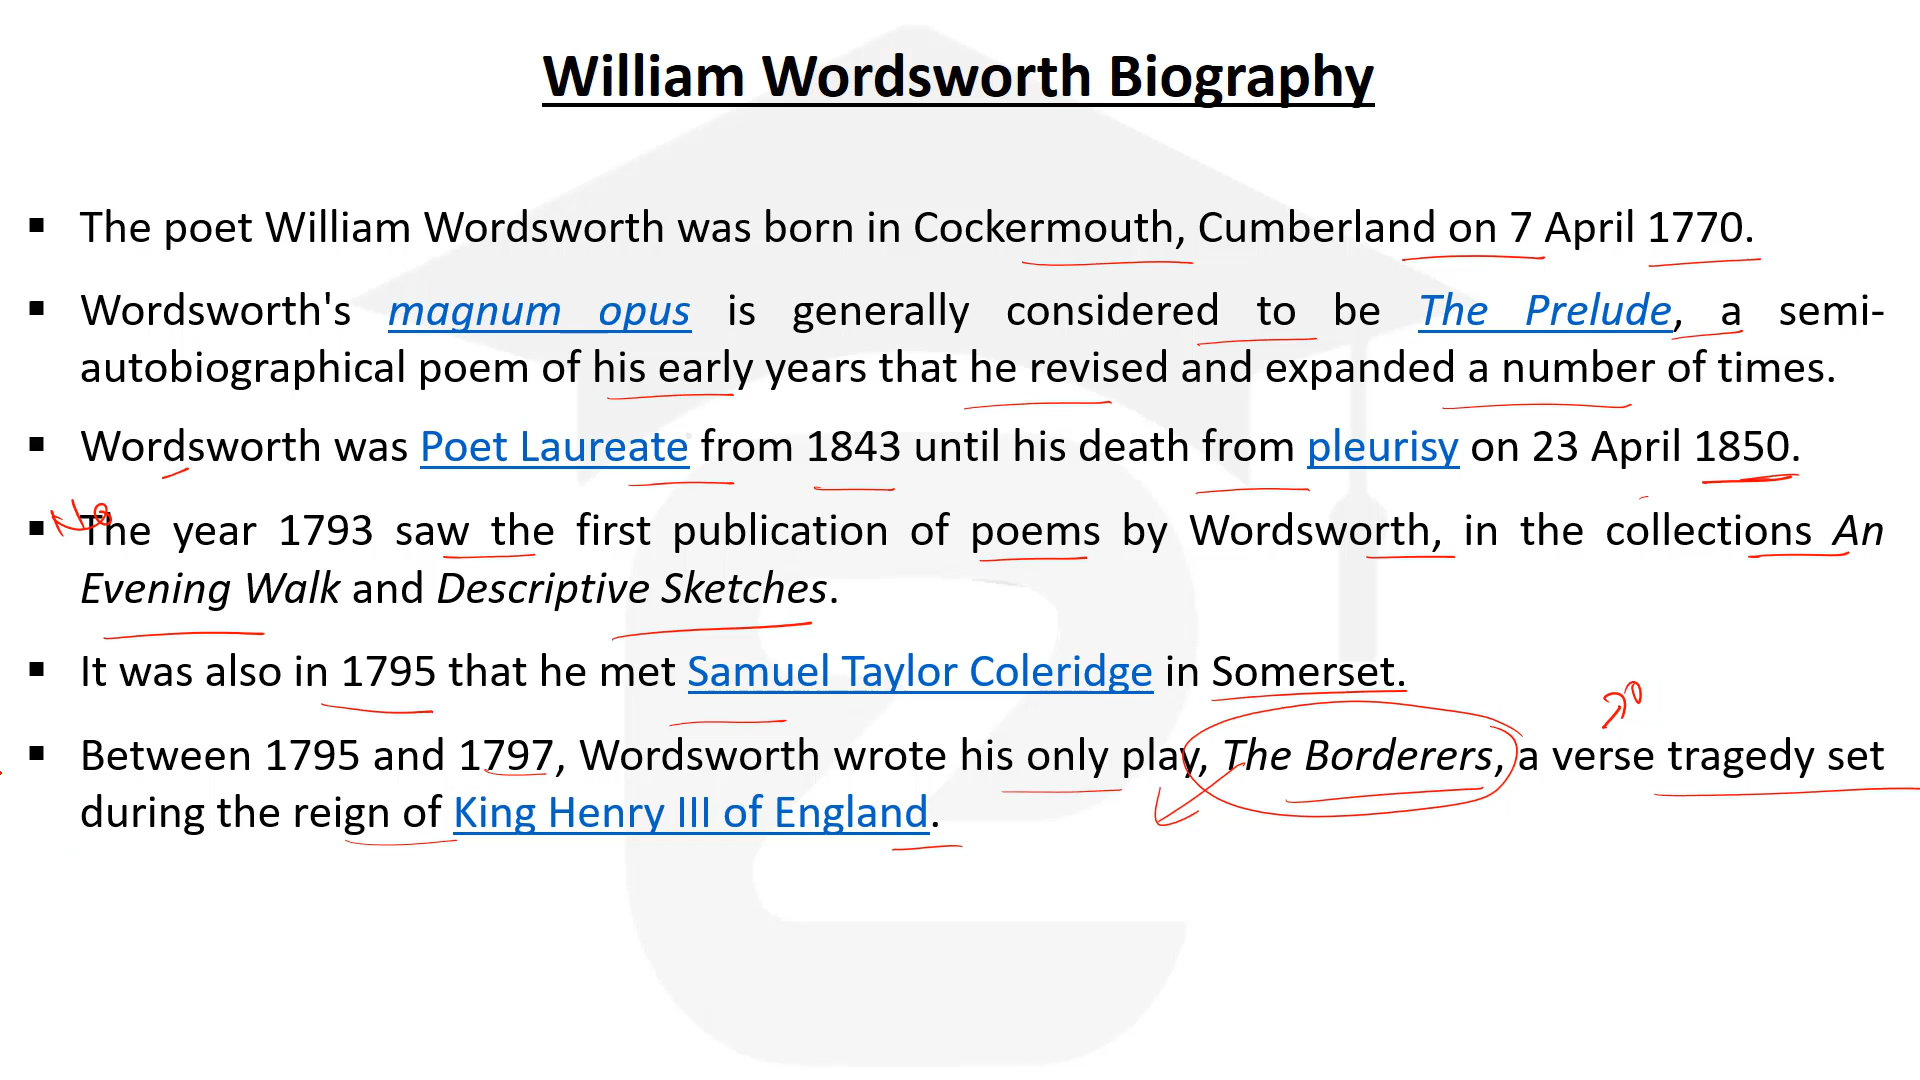 William Wordsworth Biography
▪ The poet William Wordsworth was born in Cockermouth, Cumberland on 7 April 1770.
▪ Wordsworth's magnum opus is generally considered to be The Prelude, a semi-
autobiographical poem of his early years that he revised and expanded a number of times.
▪ Wordsworth was Poet Laureate from 1843 until his death from pleurisy on 23 April 1850.
▪ The year 1793 saw the first publication of poems by Wordsworth, in the collections An
Evening Walk and Descriptive Sketches.
▪ It was also in 1795 that he met Samuel Taylor Coleridge in Somerset.
▪ Between 1795 and 1797, Wordsworth wrote his only play, The Borderers, a verse tragedy set
during the reign of King Henry III of England.